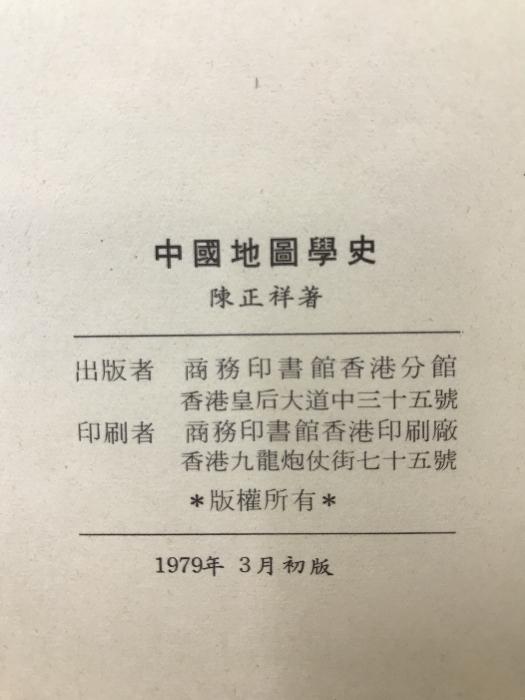 中國地圖學史
陳正祥著
出版者 商務印書館香港分館
香港皇后大道中三十五號
印刷者 商務印書館香港印刷廠
香港九龍炮仗街七十五號
*版權所有*
1979年 3月初版